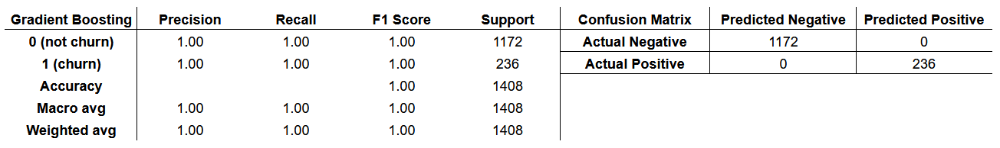 Gradient Boosting Precision Recall F1 Score Support Confusion Matrix Predicted Negative Predicted Positive
0 (not churn) 1.00 1.00 1.00 1172 Actual Negative 1172 0
1 (churn) 1.00 1.00 1.00 236 Actual Positive 0 236
Accuracy 1.00 1408
Macro avg 1.00 1.00 1.00 1408
Weighted avg 1.00 1.00 1.00 1408